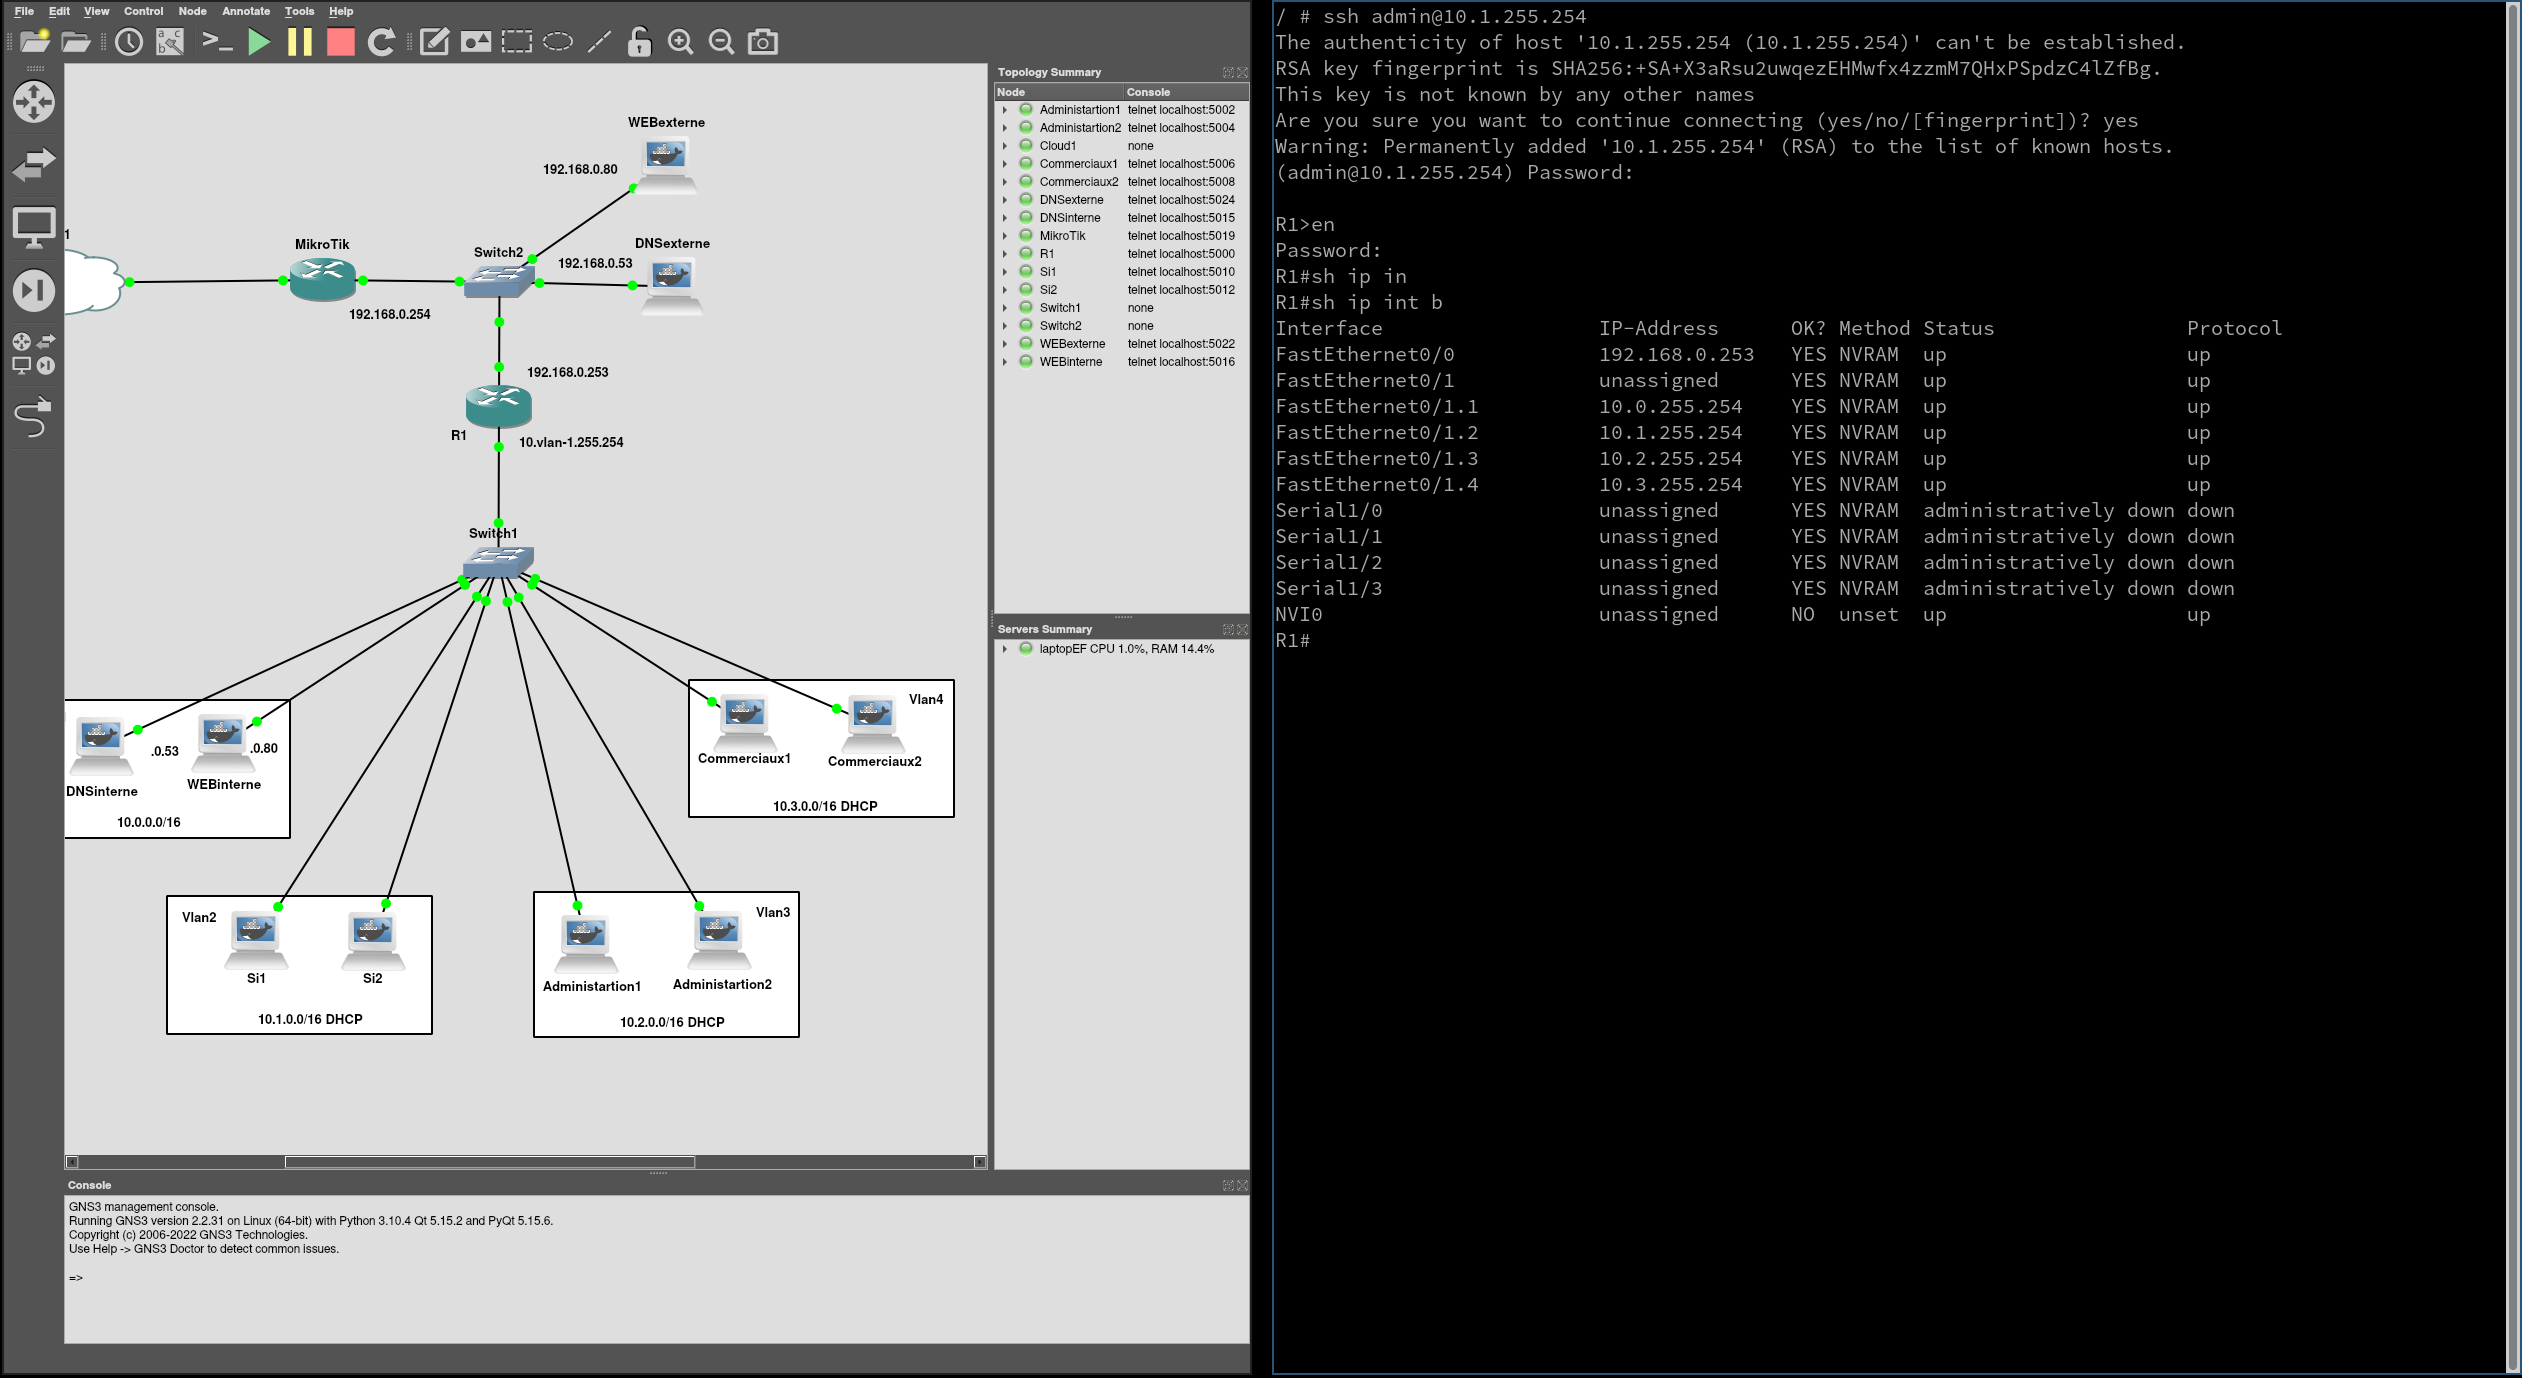 File Edit View Control Node Annotate Tools Help
1
WEBexterne
192.168.0.80
MikroTik
Switch2
DNSexterne
192.168.0.53
192.168.0.254
192.168.0.253
R1
10.vlan-1.255.254
Switch1
DNSinterne
.0.53
WEBinterne
.0.80
10.0.0.0/16
Vlan4
Commerciaux1
Commerciaux2
10.3.0.0/16 DHCP
Vlan2
Si1
Si2
10.1.0.0/16 DHCP
Vlan3
Administartion1
Administartion2
10.2.0.0/16 DHCP
Topology Summary
Node Console
Administartion1 telnet localhost:5002
Administartion2 telnet localhost:5004
Cloud1 none
Commerciaux1 telnet localhost:5006
Commerciaux2 telnet localhost:5008
DNSexterne telnet localhost:5024
DNSinterne telnet localhost:5015
MikroTik telnet localhost:5019
R1 telnet localhost:5000
Si1 telnet localhost:5010
Si2 telnet localhost:5012
Switch1 none
Switch2 none
WEBexterne telnet localhost:5022
WEBinterne telnet localhost:5016
Servers Summary
laptopEF CPU 1.0%, RAM 14.4%
Console
GNS3 management console.
Running GNS3 version 2.2.31 on Linux (64-bit) with Python 3.10.4 Qt 5.15.2 and PyQt 5.15.6.
Copyright (c) 2006-2022 GNS3 Technologies.
Use Help -> GNS3 Doctor to detect common issues.
=>
/ # ssh admin@10.1.255.254
The authenticity of host '10.1.255.254 (10.1.255.254)' can't be established.
RSA key fingerprint is SHA256:+SA+X3aRsu2uwqezEHMwfx4zzmM7QHxPSpdzC4lZfBg.
This key is not known by any other names
Are you sure you want to continue connecting (yes/no/[fingerprint])? yes
Warning: Permanently added '10.1.255.254' (RSA) to the list of known hosts.
(admin@10.1.255.254) Password:
R1>en
Password:
R1#sh ip in
R1#sh ip int b
Interface IP-Address OK? Method Status Protocol
FastEthernet0/0 192.168.0.253 YES NVRAM up up
FastEthernet0/1 unassigned YES NVRAM up up
FastEthernet0/1.1 10.0.255.254 YES NVRAM up up
FastEthernet0/1.2 10.1.255.254 YES NVRAM up up
FastEthernet0/1.3 10.2.255.254 YES NVRAM up up
FastEthernet0/1.4 10.3.255.254 YES NVRAM up up
Serial1/0 unassigned YES NVRAM administratively down down
Serial1/1 unassigned YES NVRAM administratively down down
Serial1/2 unassigned YES NVRAM administratively down down
Serial1/3 unassigned YES NVRAM administratively down down
NVI0 unassigned NO unset up up
R1#